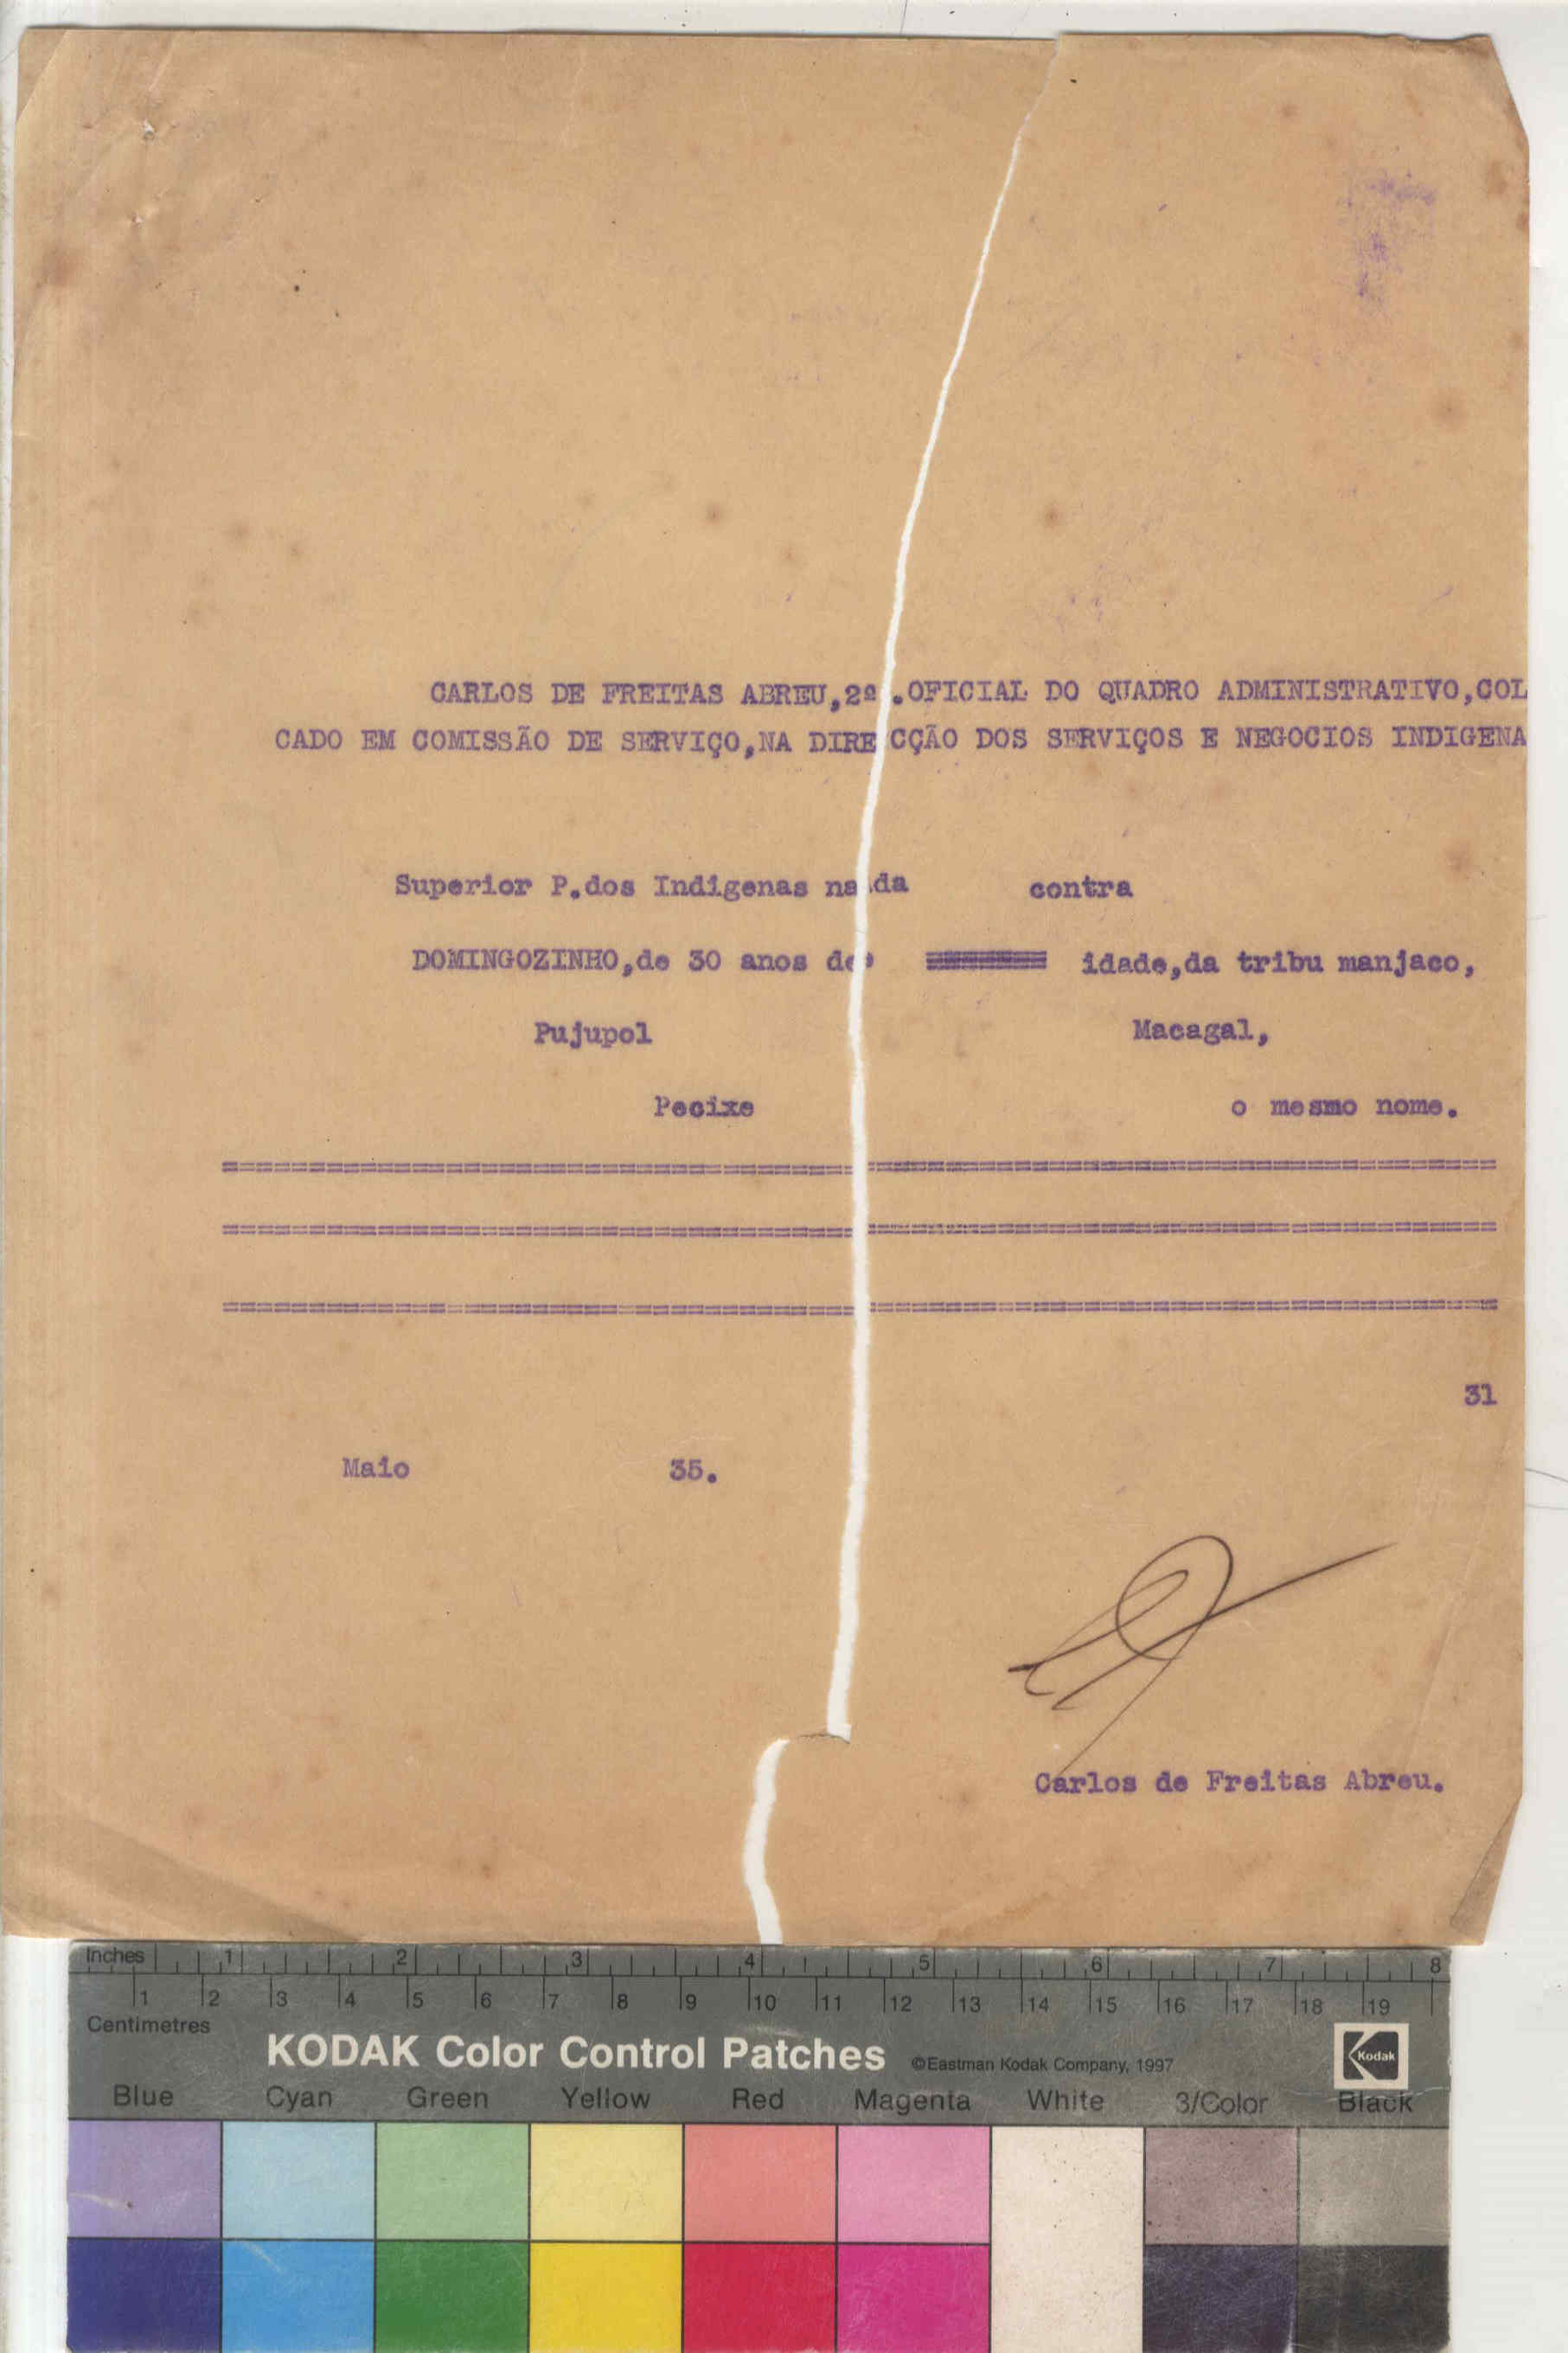 CARLOS DE FREITAS ABREU,2º.OFICIAL DO QUADRO ADMINISTRATIVO,COL
CADO EM COMISSÃO DE SERVIÇO,NA DIRECÇÃO DOS SERVIÇOS E NEGOCIOS INDIGENA
Superior P.dos Indigenas na da contra
DOMINGOZINHO,de 30 anos de idade,da tribu manjaco,
Pujupol Macagal,
Pecixe o mesmo nome.
===========================================================================
===========================================================================
===========================================================================
31
Maio 35.
Carlos de Freitas Abreu.
Inches 1 2 3 4 5 6 7 8
1 2 3 4 5 6 7 8 9 10 11 12 13 14 15 16 17 18 19
Centimetres
KODAK Color Control Patches ©Eastman Kodak Company, 1997 Kodak
Blue Cyan Green Yellow Red Magenta White 3/Color Black